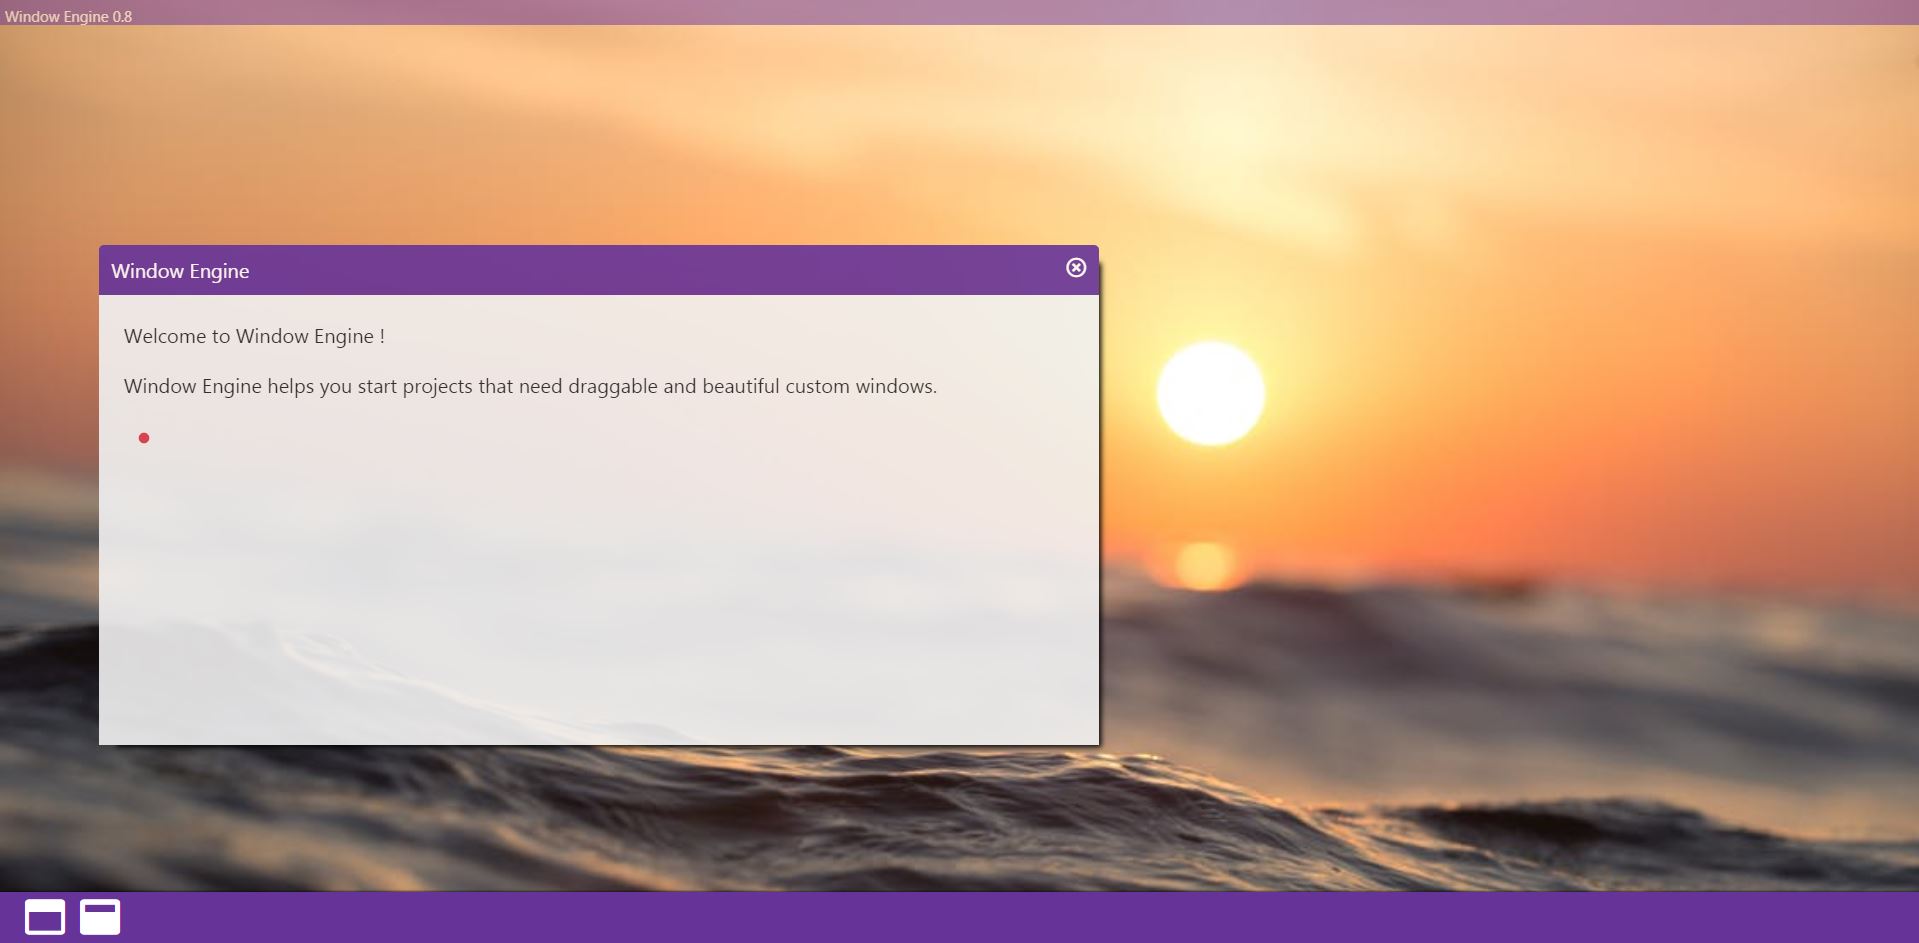 Window Engine 0.8
Window Engine
Welcome to Window Engine !
Window Engine helps you start projects that need draggable and beautiful custom windows.